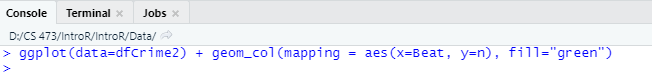 Console Terminal × Jobs ×
D:/CS 473/IntroR/IntroR/Data/
> ggplot(data=dfCrime2) + geom_col(mapping = aes(x=Beat, y=n), fill="green")
>